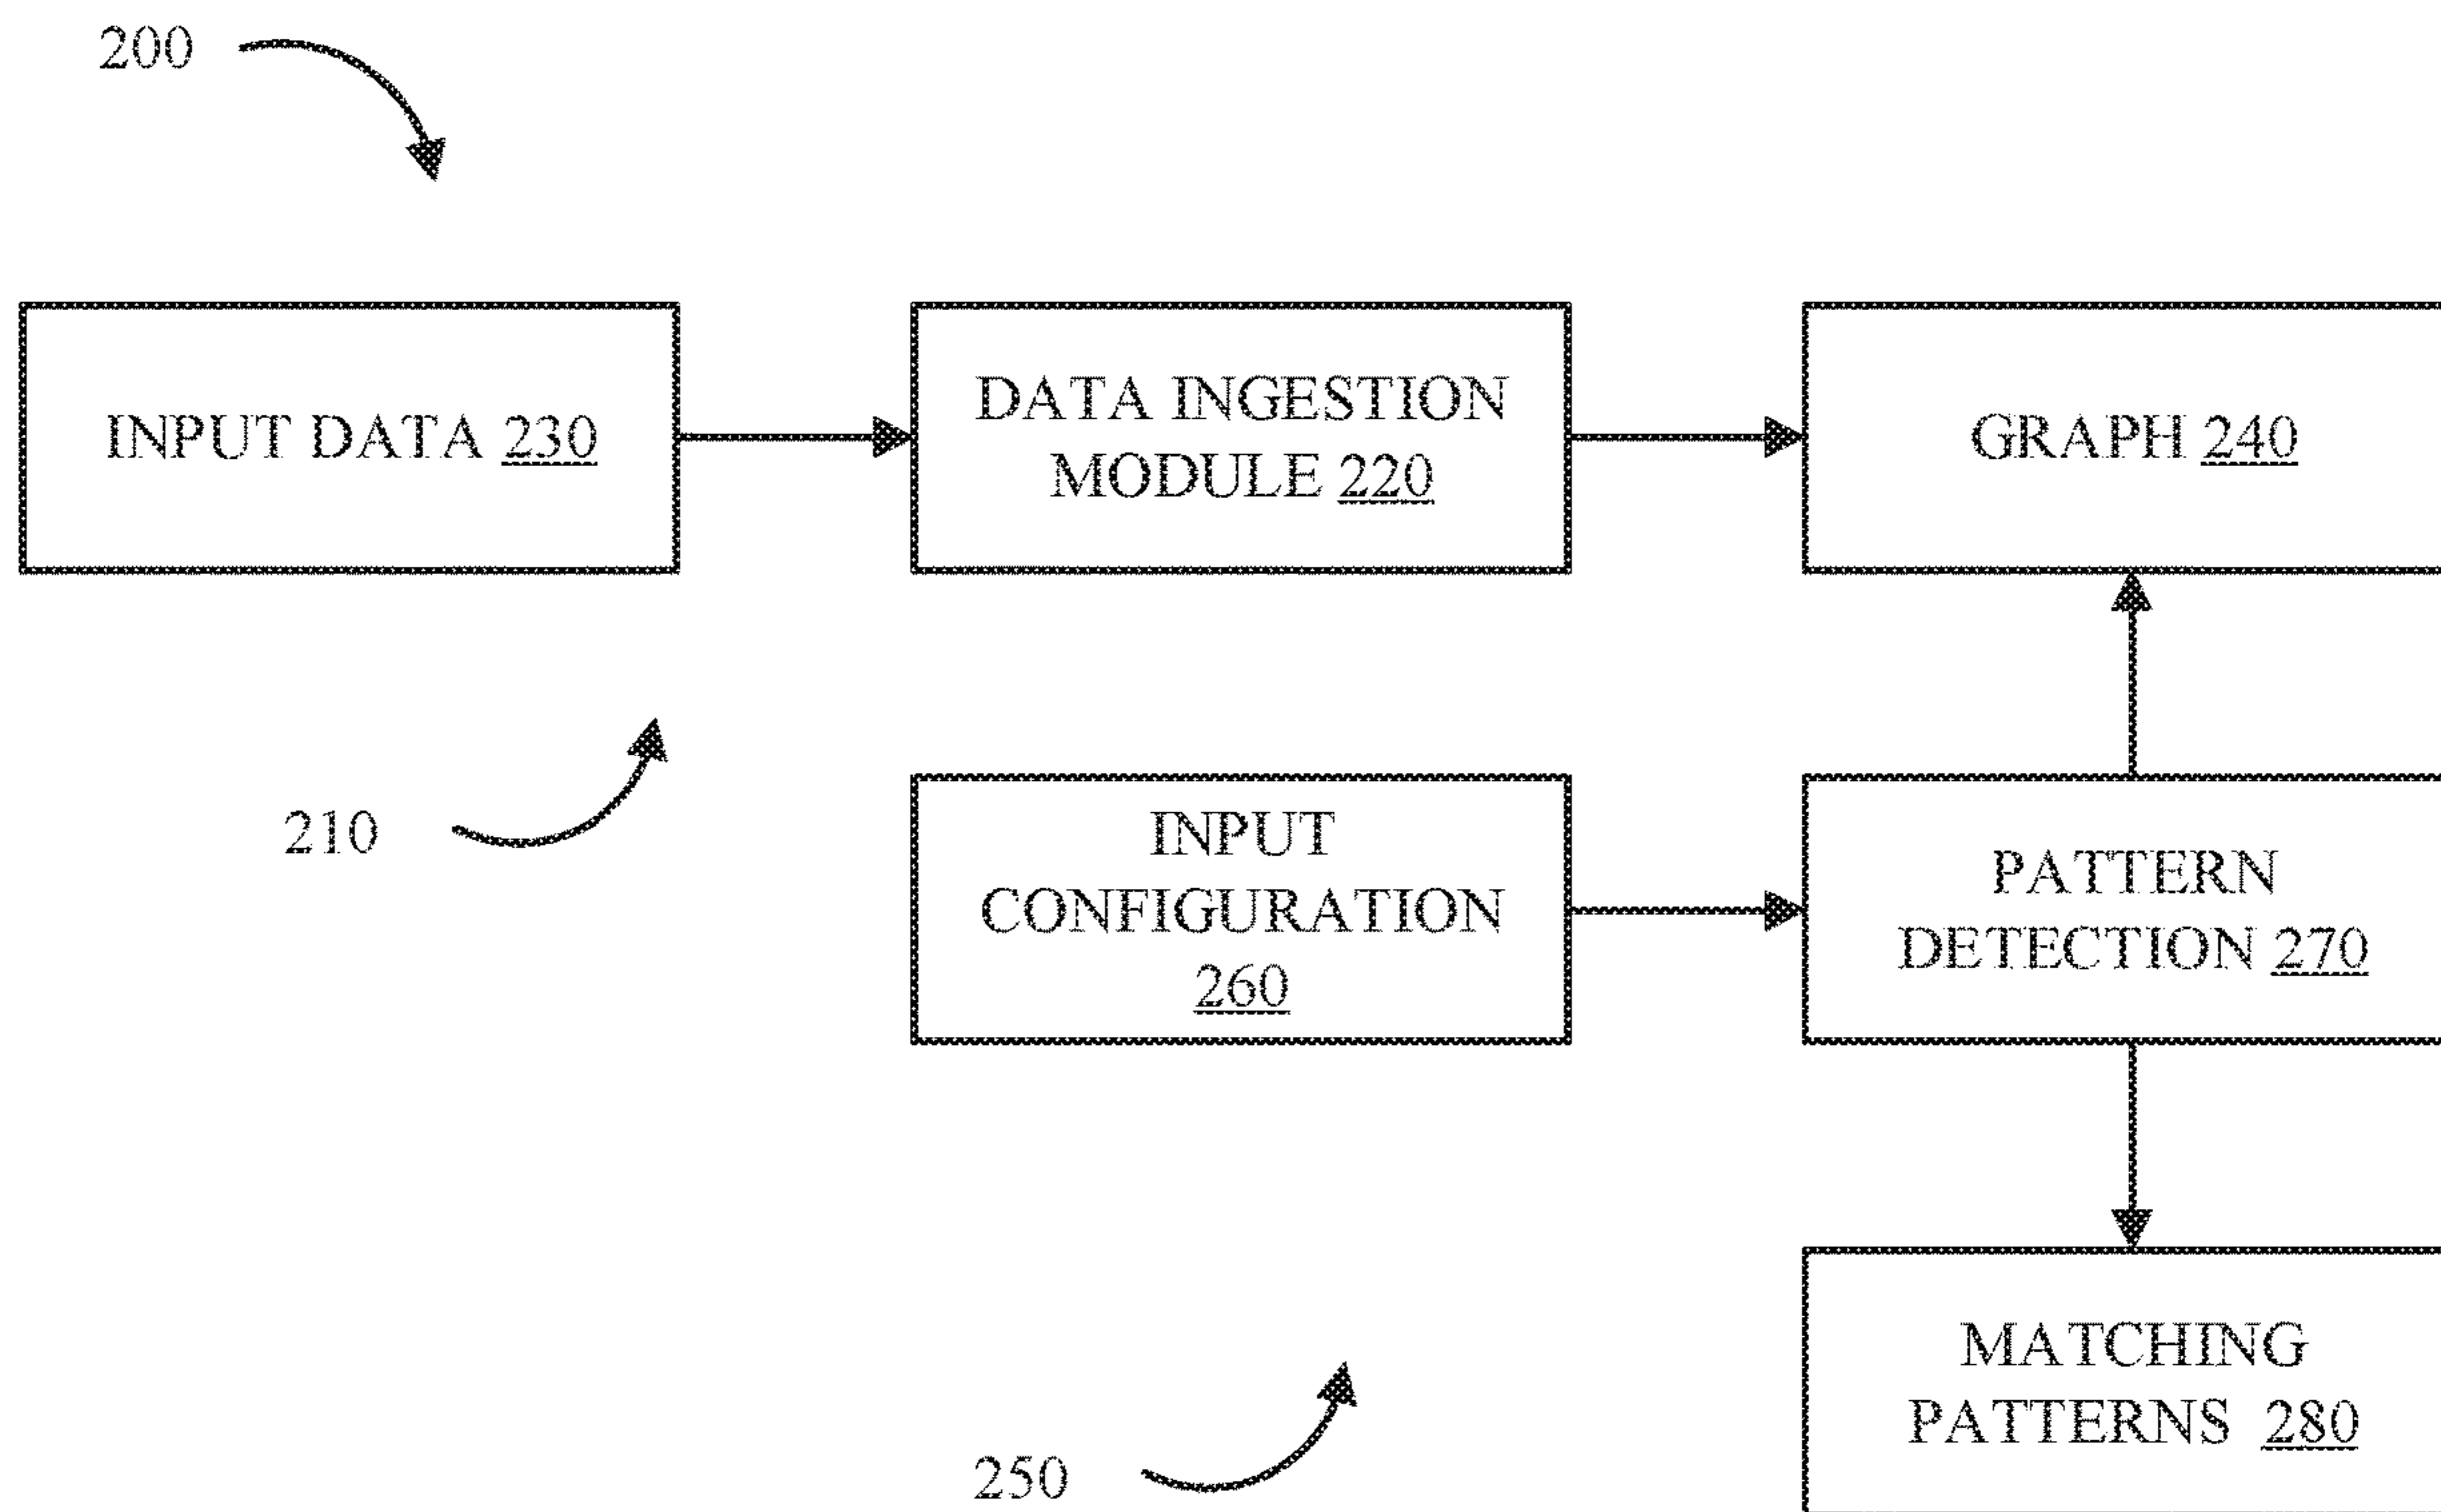 200
INPUT DATA 230
DATA INGESTION
MODULE 220
GRAPH 240
210
INPUT
CONFIGURATION
260
PATTERN
DETECTION 270
MATCHING
PATTERNS 280
250